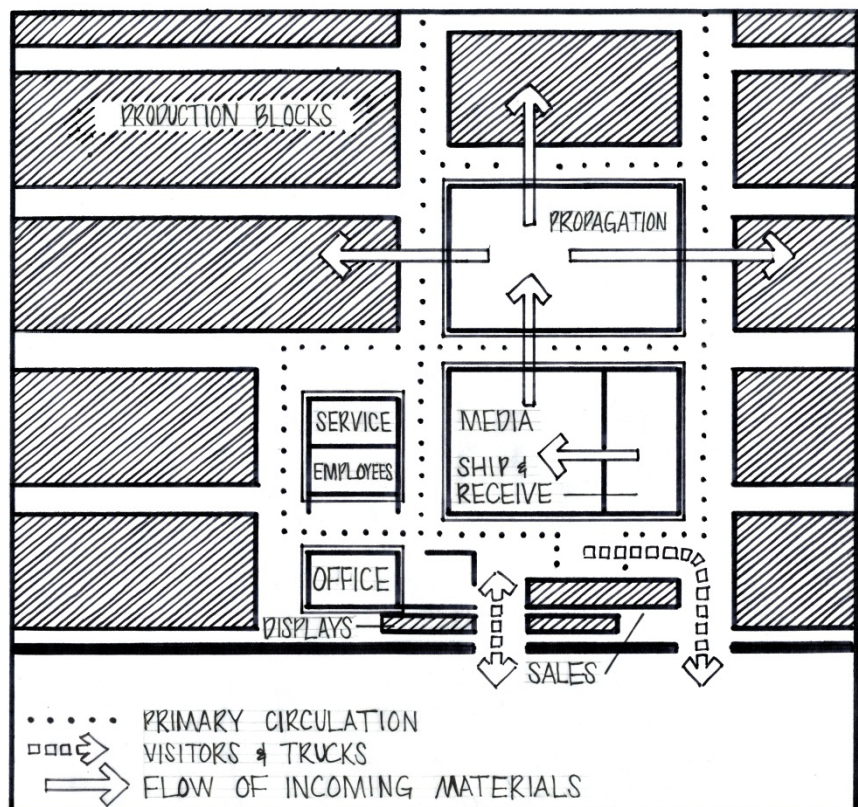 PRODUCTION BLOCKS
PROPAGATION
SERVICE
EMPLOYEES
MEDIA
SHIP &
RECEIVE
OFFICE
DISPLAYS
SALES
PRIMARY CIRCULATION
VISITORS & TRUCKS
FLOW OF INCOMING MATERIALS